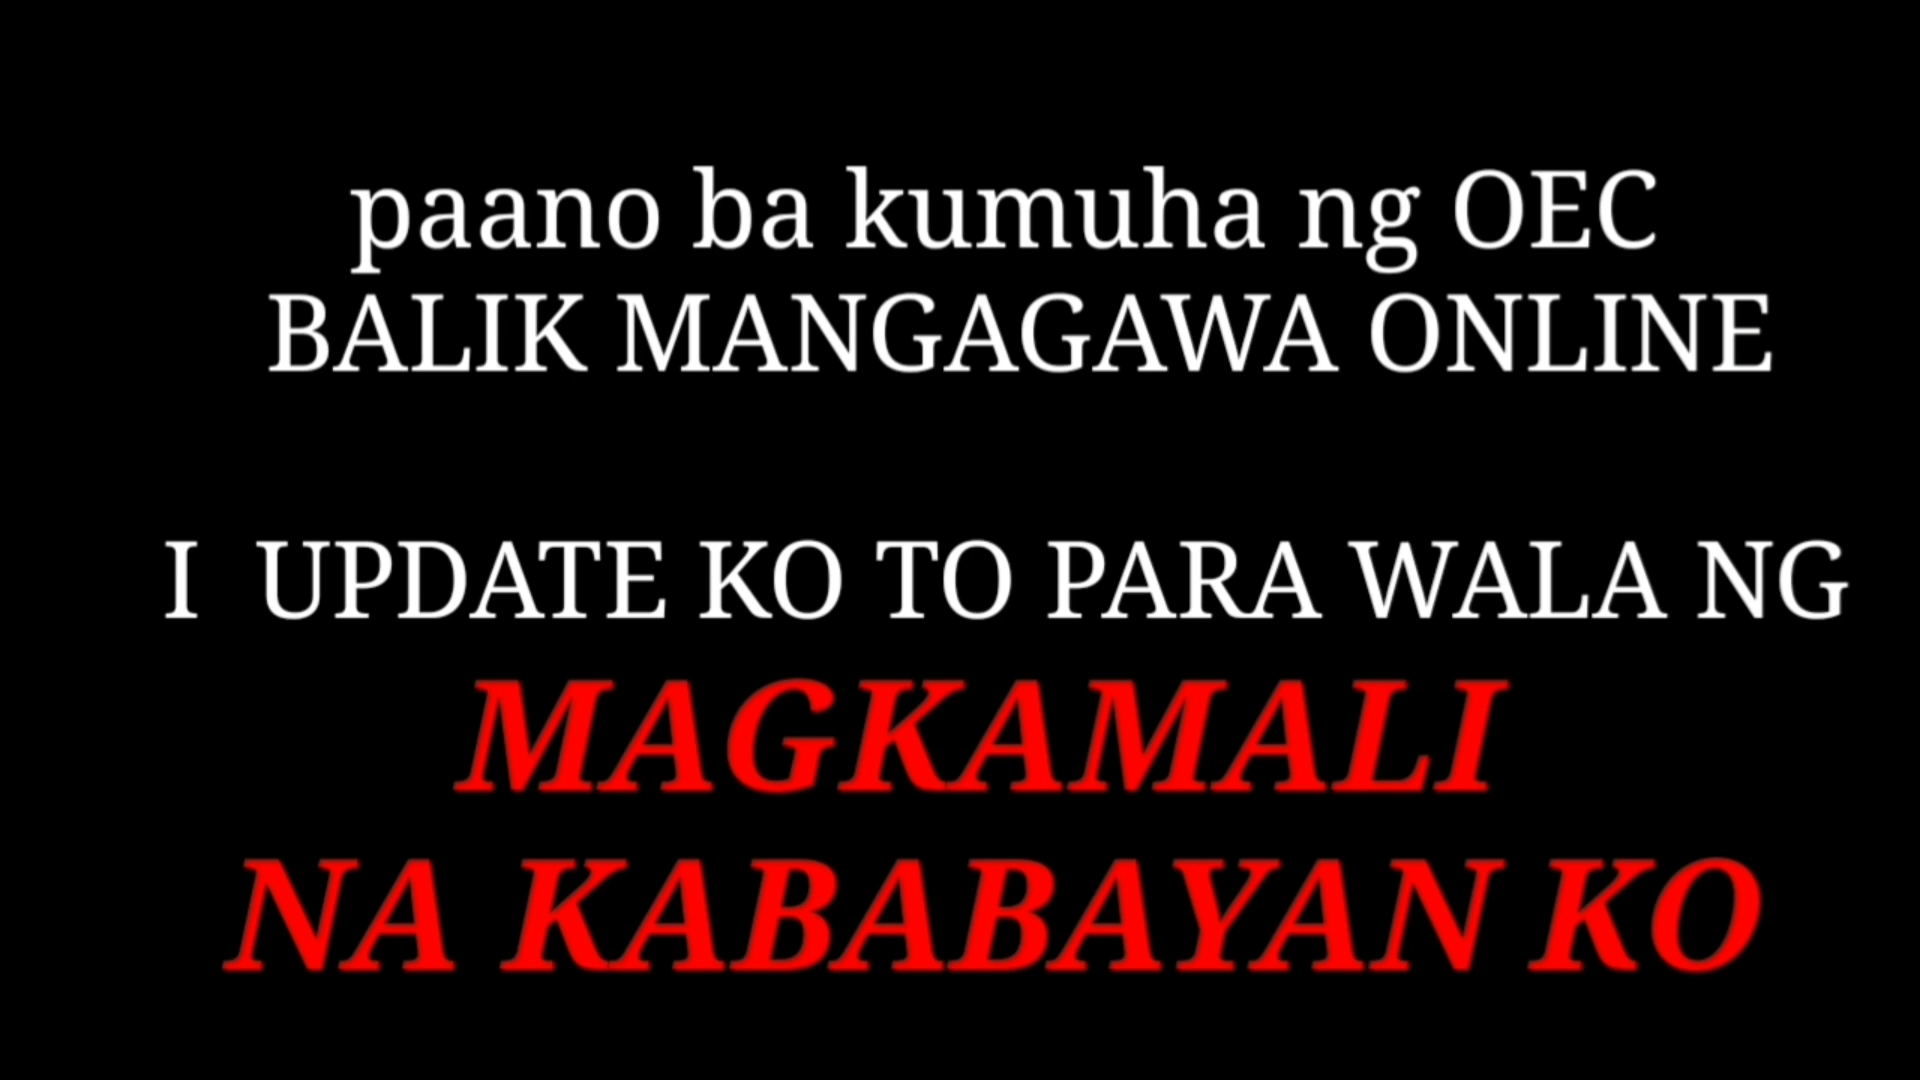 paano ba kumuha ng OEC
BALIK MANGAGAWA ONLINE
I UPDATE KO TO PARA WALA NG
MAGKAMALI
NA KABABAYAN KO